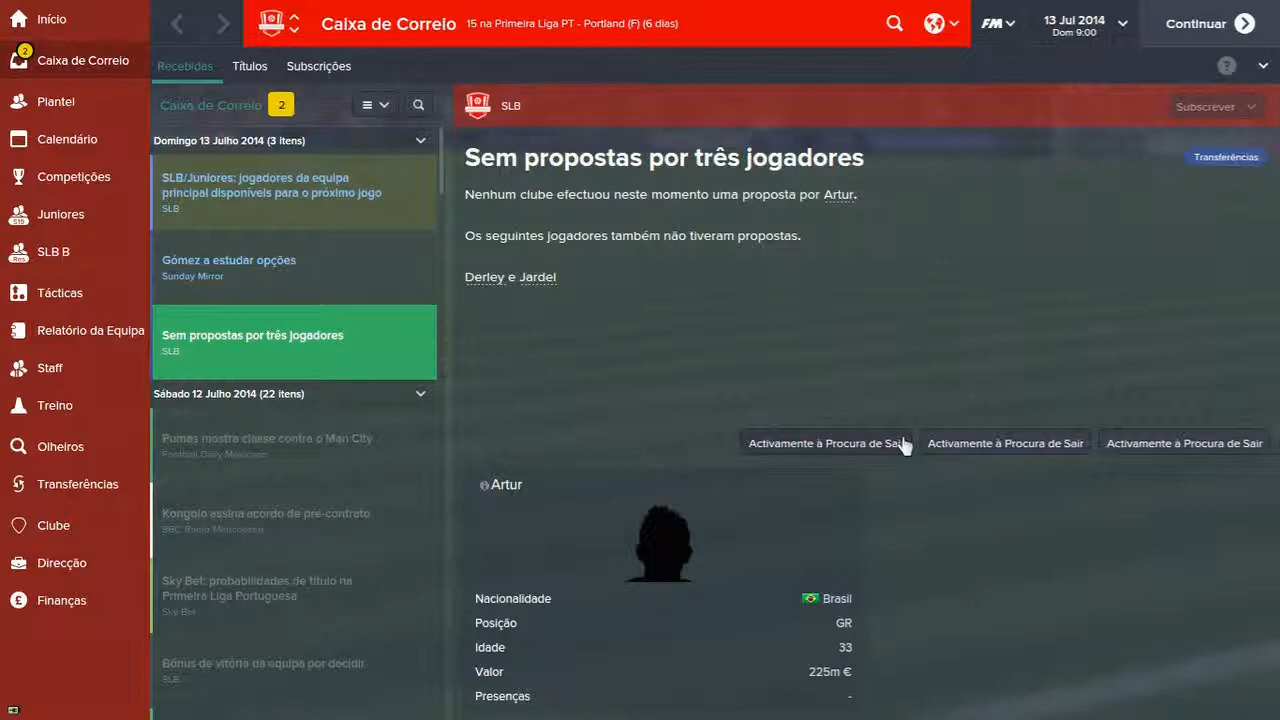 Início
2
Caixa de Correio
Plantel
Calendário
Competições
Juniores
SLB B
Tácticas
Relatório da Equipa
Staff
Treino
Olheiros
Transferências
Clube
Direcção
Finanças
Caixa de Correio
15 na Primeira Liga PT - Portland (F) (6 dias)
FM
13 Jul 2014
Dom 9:00
Continuar
Recebidas
Títulos
Subscrições
Caixa de Correio
2
Domingo 13 Julho 2014 (3 itens)
SLB/Juniores: jogadores da equipa
principal disponíveis para o próximo jogo
SLB
Gómez a estudar opções
Sunday Mirror
Sem propostas por três jogadores
SLB
Sábado 12 Julho 2014 (22 itens)
Pumas mostra classe contra o Man City
Football Daily Mexicano
Kongolo assina acordo de pré-contrato
BBC Radio Manchester
Sky Bet: probabilidades de título na
Primeira Liga Portuguesa
Sky Bet
Bónus de vitória da equipa por decidir
SLB
SLB
Subscrever
Sem propostas por três jogadores
Transferências
Nenhum clube efectuou neste momento uma proposta por Artur.
Os seguintes jogadores também não tiveram propostas.
Derley e Jardel
Activamente à Procura de Sair
Activamente à Procura de Sair
Activamente à Procura de Sair
Artur
Nacionalidade
Brasil
Posição
GR
Idade
33
Valor
225m €
Presenças
-